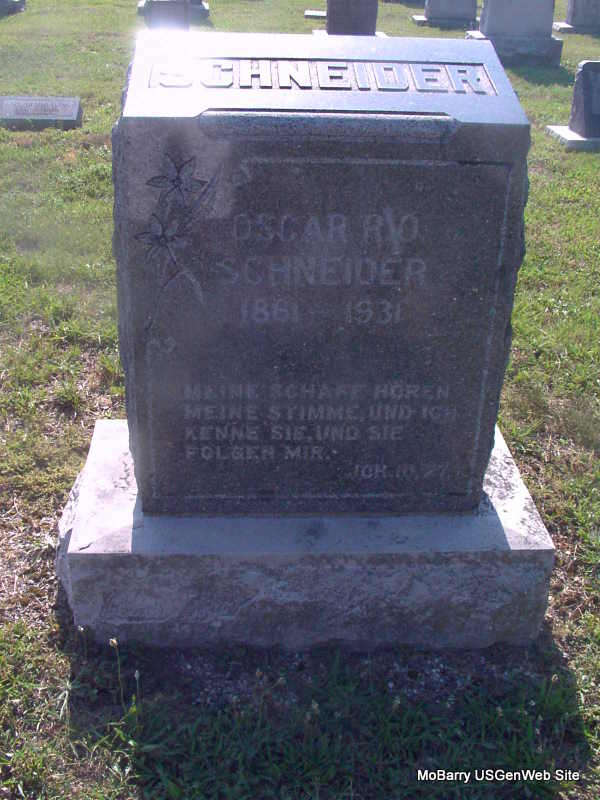 SCHNEIDER
OSCAR
SCHNEIDER
1861 – 1931
MEINE SCHAFE HÖREN
MEINE STIMME, UND ICH
KENNE SIE, UND SIE
FOLGEN MIR.
JOH. 10, 27.
MoBarry USGenWeb Site